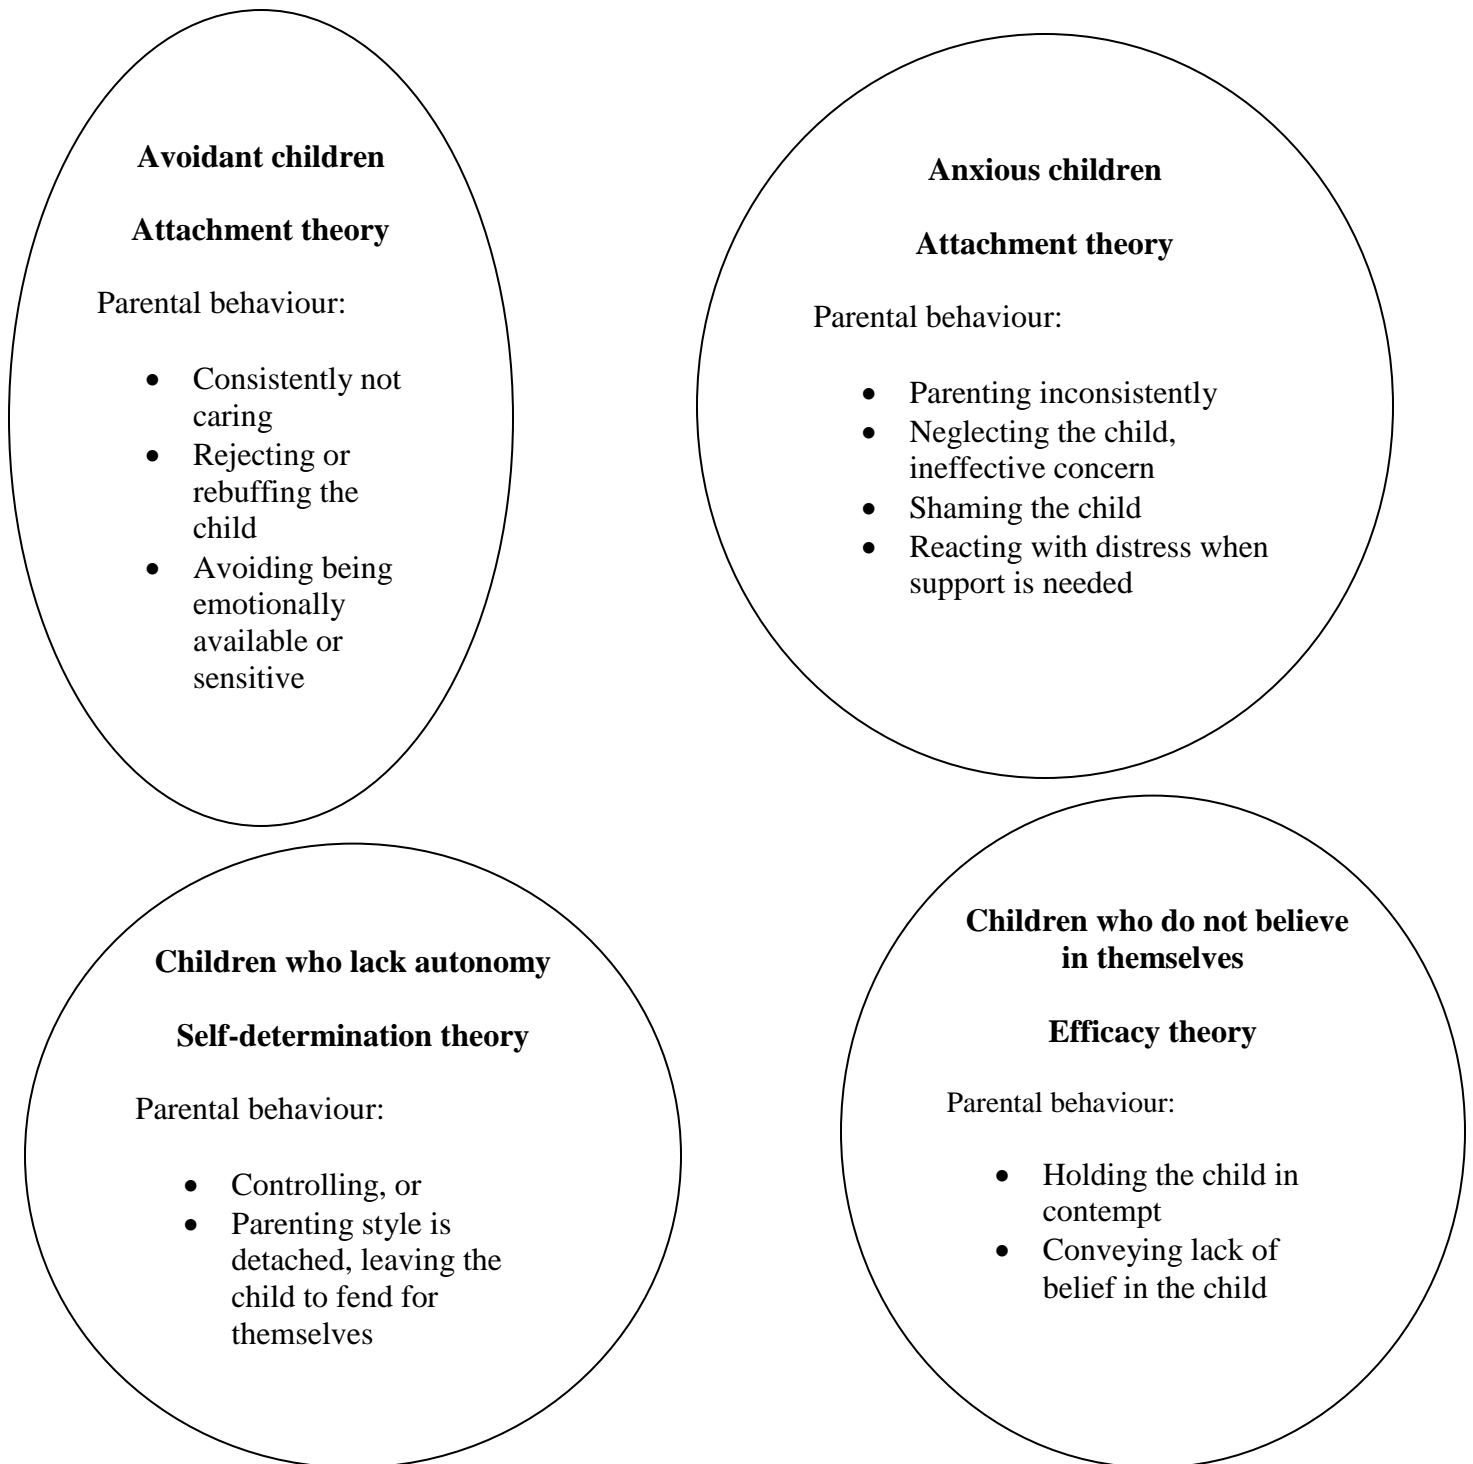 Avoidant children
Attachment theory
Parental behaviour:
• Consistently not
caring
• Rejecting or
rebuffing the
child
• Avoiding being
emotionally
available or
sensitive
Anxious children
Attachment theory
Parental behaviour:
• Parenting inconsistently
• Neglecting the child,
ineffective concern
• Shaming the child
• Reacting with distress when
support is needed
Children who lack autonomy
Self-determination theory
Parental behaviour:
• Controlling, or
• Parenting style is
detached, leaving the
child to fend for
themselves
Children who do not believe
in themselves
Efficacy theory
Parental behaviour:
• Holding the child in
contempt
• Conveying lack of
belief in the child